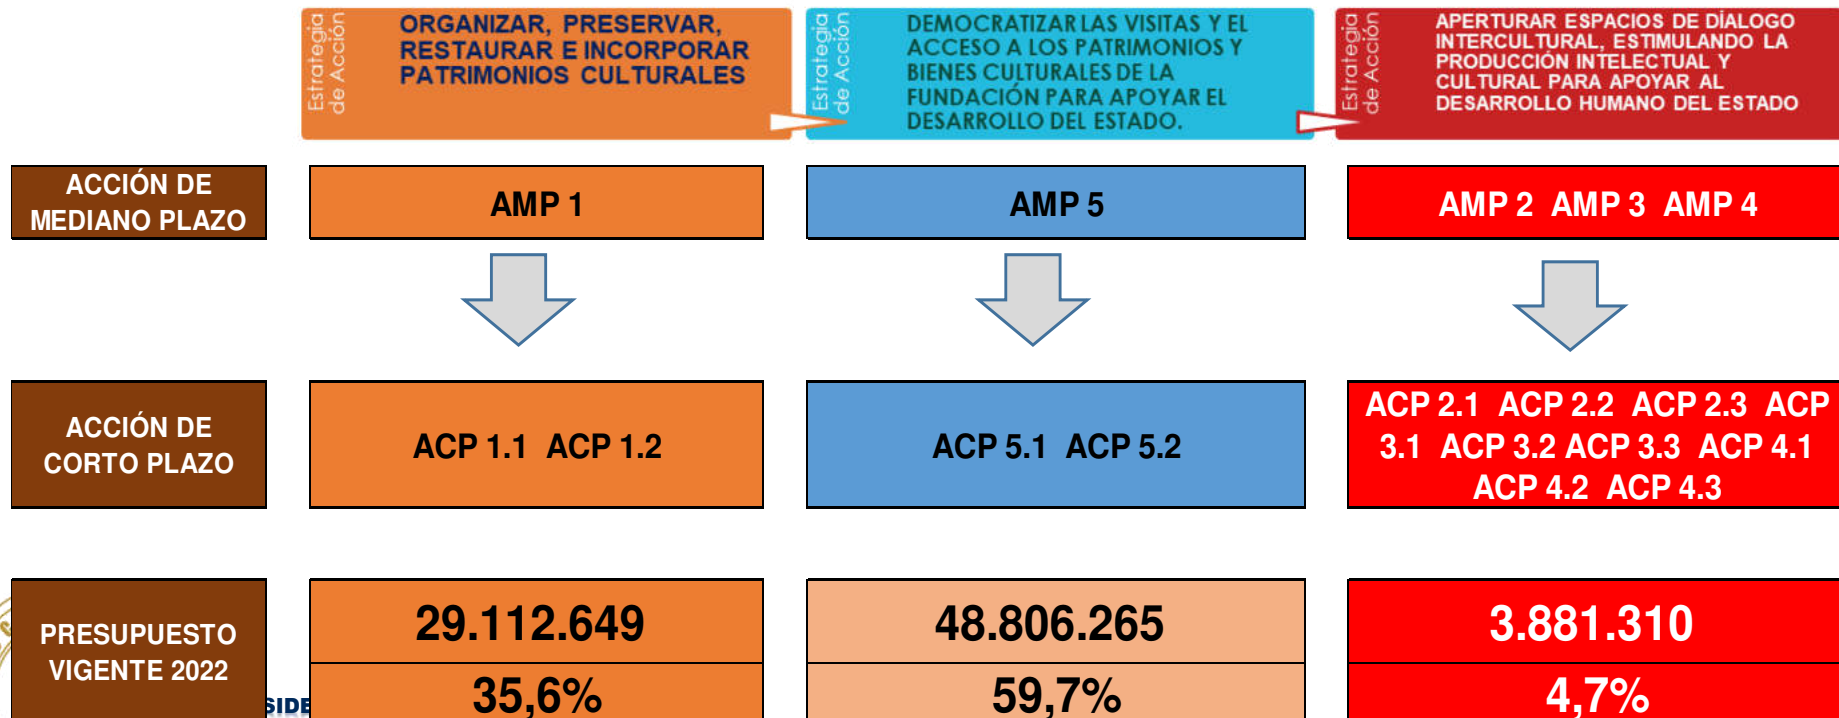 Estrategia
de Acción
ORGANIZAR, PRESERVAR,
RESTAURAR E INCORPORAR
PATRIMONIOS CULTURALES
Estrategia
de Acción
DEMOCRATIZAR LAS VISITAS Y EL
ACCESO A LOS PATRIMONIOS Y
BIENES CULTURALES DE LA
FUNDACIÓN PARA APOYAR EL
DESARROLLO DEL ESTADO.
Estrategia
de Acción
APERTURAR ESPACIOS DE DÍALOGO
INTERCULTURAL, ESTIMULANDO LA
PRODUCCIÓN INTELECTUAL Y
CULTURAL PARA APOYAR AL
DESARROLLO HUMANO DEL ESTADO
ACCIÓN DE
MEDIANO PLAZO
AMP 1
AMP 5
AMP 2 AMP 3 AMP 4
ACCIÓN DE
CORTO PLAZO
ACP 1.1 ACP 1.2
ACP 5.1 ACP 5.2
ACP 2.1 ACP 2.2 ACP 2.3 ACP
3.1 ACP 3.2 ACP 3.3 ACP 4.1
ACP 4.2 ACP 4.3
PRESUPUESTO
VIGENTE 2022
29.112.649
48.806.265
3.881.310
35,6%
59,7%
4,7%
SIDE